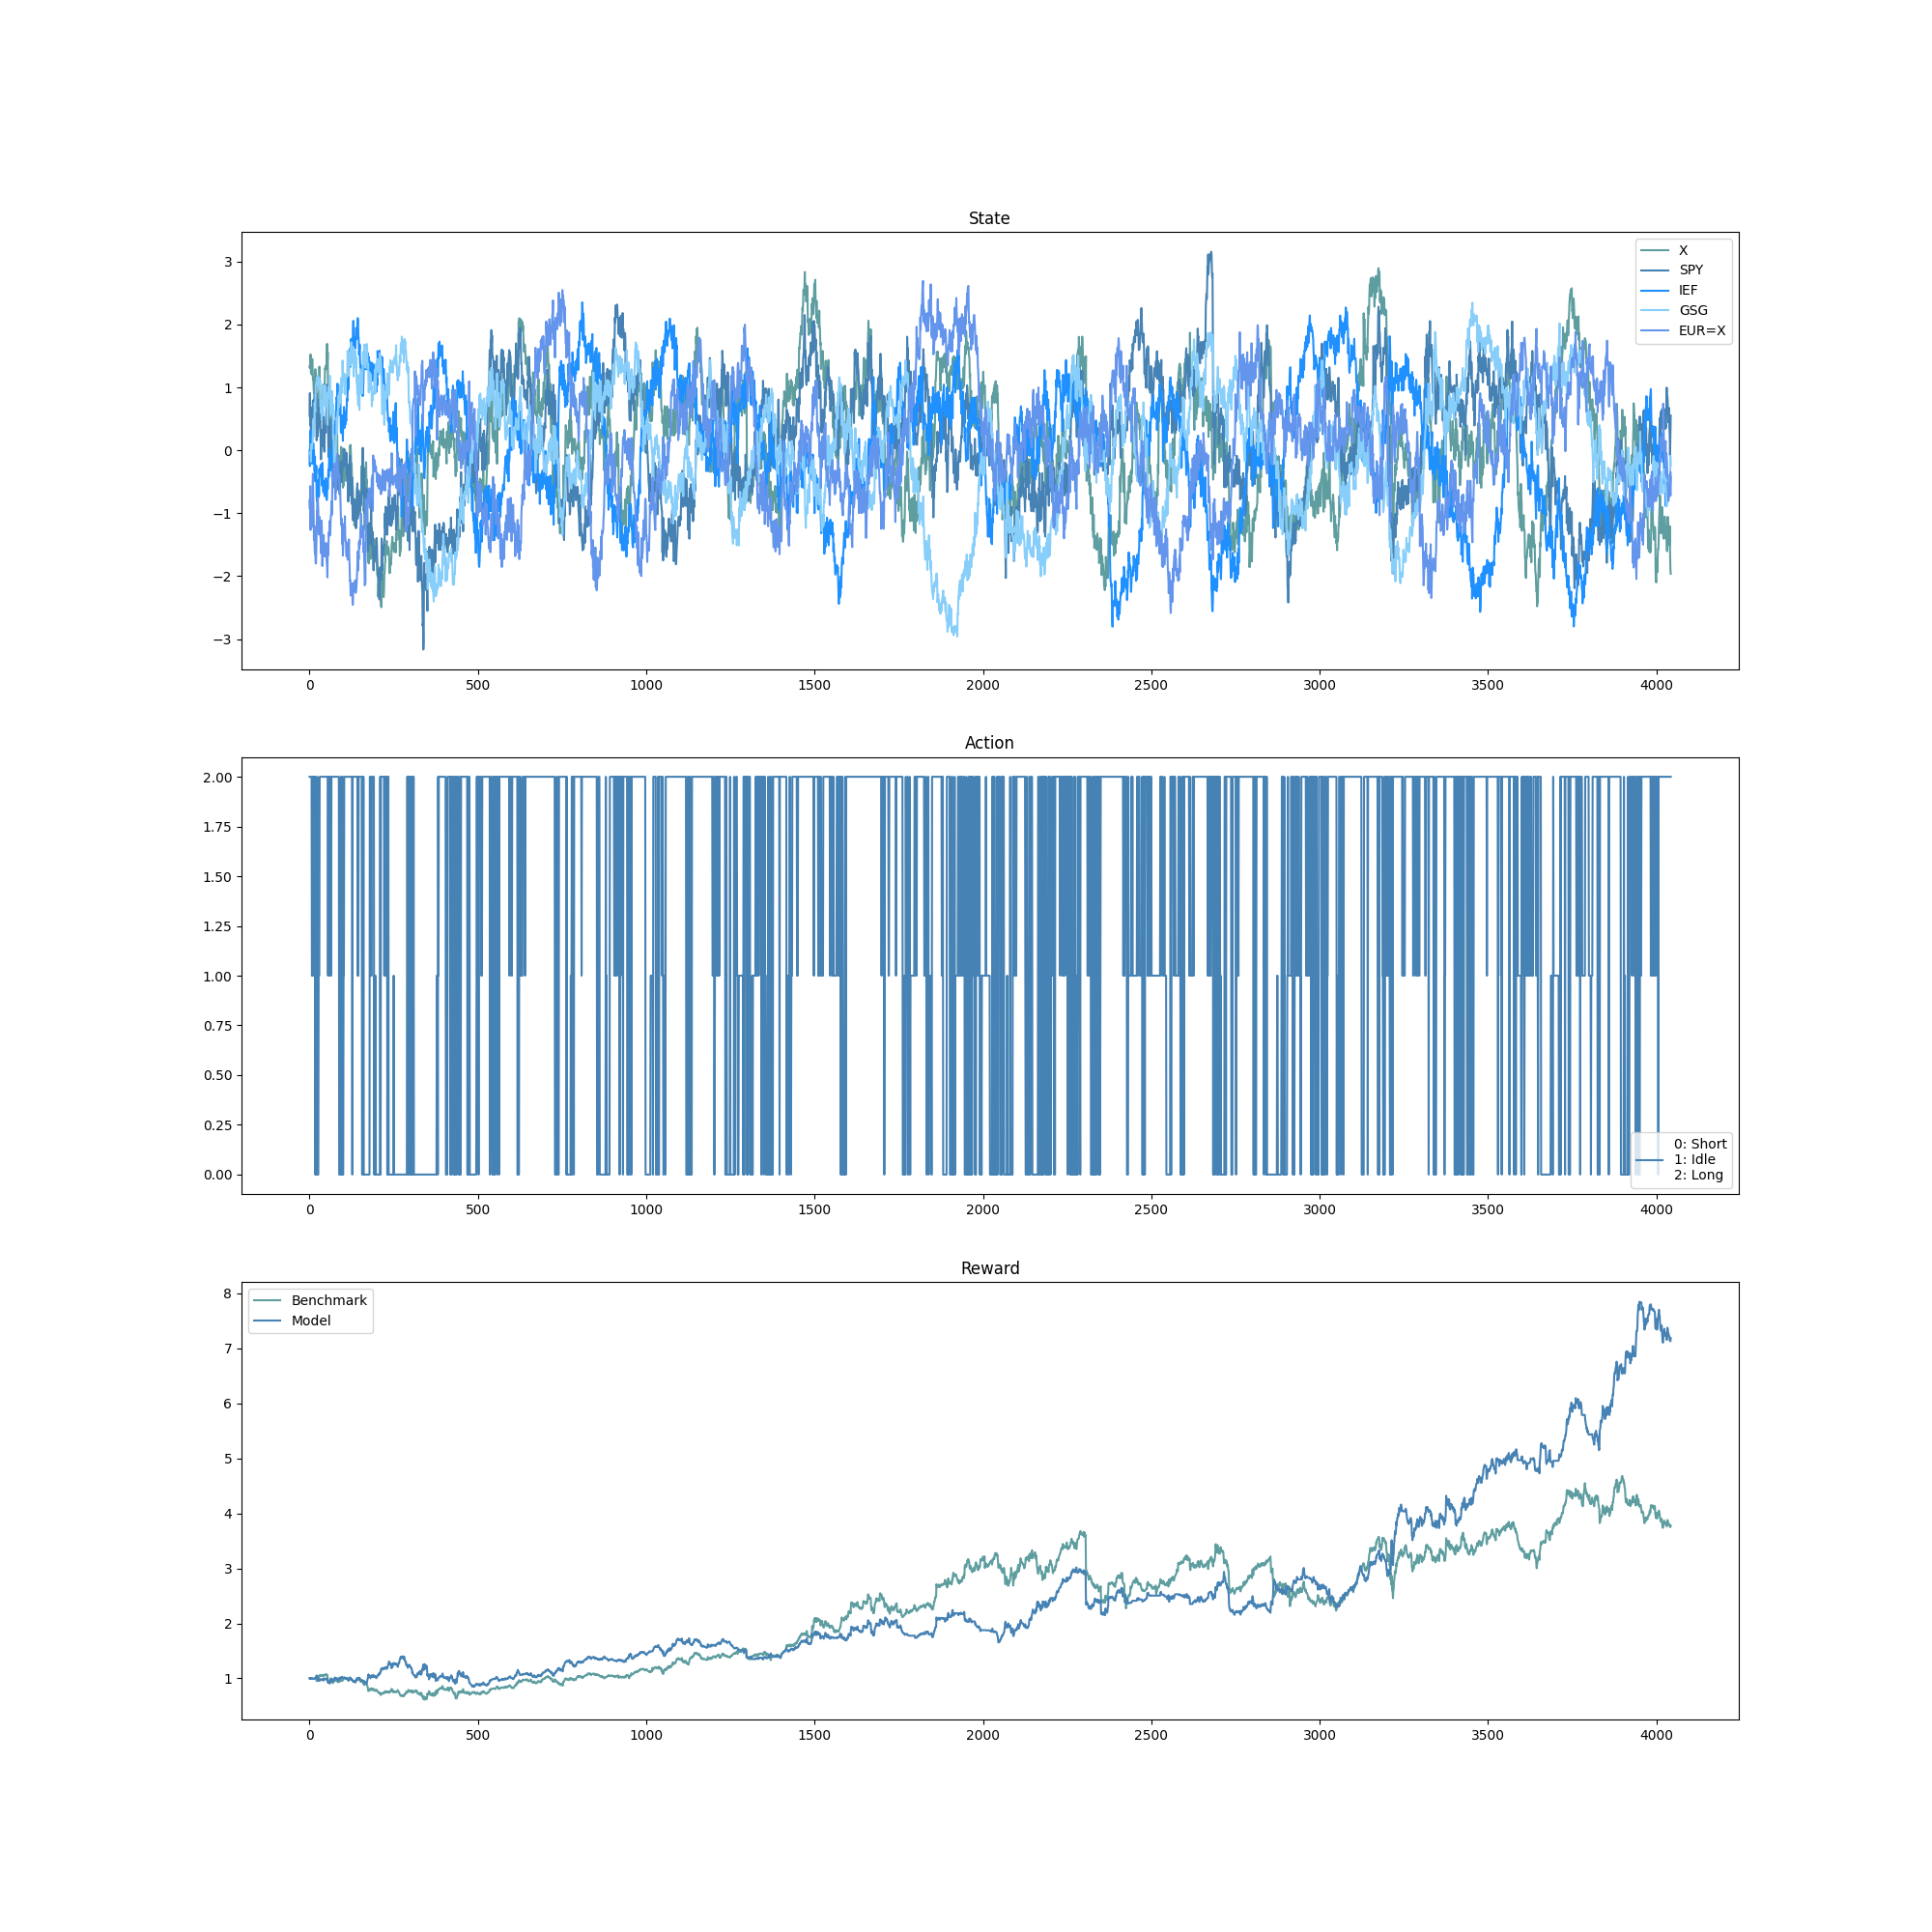 State
3
2
1
0
−1
−2
−3
X
SPY
IEF
GSG
EUR=X
0 500 1000 1500 2000 2500 3000 3500 4000
Action
2.00
1.75
1.50
1.25
1.00
0.75
0.50
0.25
0.00
0: Short
1: Idle
2: Long
0 500 1000 1500 2000 2500 3000 3500 4000
Reward
Benchmark
Model
8
7
6
5
4
3
2
1
0 500 1000 1500 2000 2500 3000 3500 4000